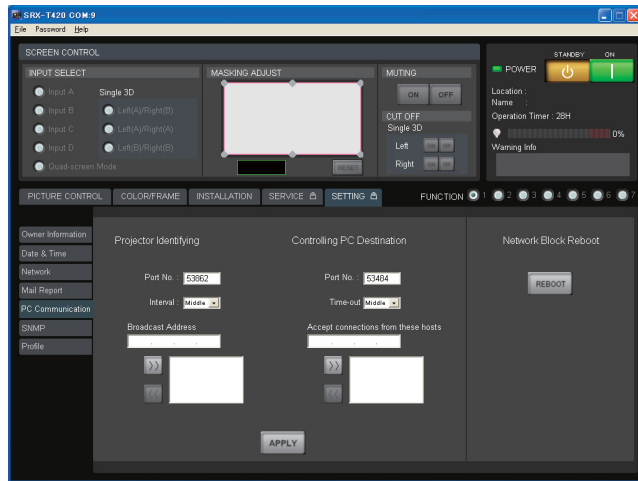 SRX-T420 COM:9
File Password Help
SCREEN CONTROL
INPUT SELECT
Input A
Single 3D
Input B
Left(A)/Right(B)
Input C
Left(A)/Right(A)
Input D
Left(B)/Right(B)
Quad-screen Mode
MASKING ADJUST
RESET
MUTING
ON OFF
CUT OFF
Single 3D
Left
Right
STANDBY ON
POWER
Location :
Name :
Operation Timer : 28H
0%
Warning Info
PICTURE CONTROL COLOR/FRAME INSTALLATION SERVICE SETTING FUNCTION 1 2 3 4 5 6 7
Owner Information
Date & Time
Network
Mail Report
PC Communication
SNMP
Profile
Projector Identifying
Port No. : 53862
Interval : Middle
Broadcast Address
. . .
>>
<<
Controlling PC Destination
Port No. : 53484
Time-out Middle
Accept connections from these hosts
. . .
>>
<<
Network Block Reboot
REBOOT
APPLY